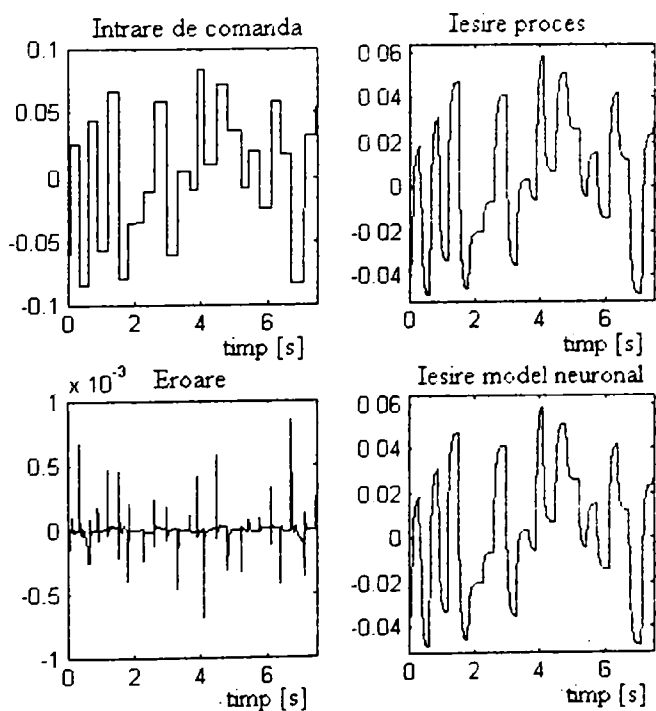 Intrare de comanda
0.1
0.05
0
-0.05
-0.1
0 2 4 6
timp [s]
Iesire proces
0.06
0.04
0.02
0
-0.02
-0.04
0 2 4 6
timp [s]
x 10-3
Eroare
1
0.5
0
-0.5
-1
0 2 4 6
timp [s]
Iesire model neuronal
0.06
0.04
0.02
0
-0.02
-0.04
0 2 4 6
timp [s]